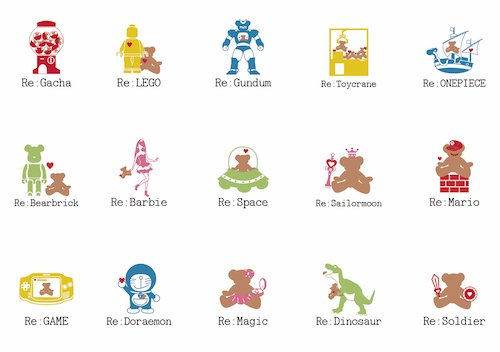 Re:Gacha
Re:LEGO
Re:Gundum
Re:Toycrane
Re:ONEPIECE
Re:Bearbrick
Re:Barbie
Re:Space
Re:Sailormoon
Re:Mario
Re:GAME
Re:Doraemon
Re:Magic
Re:Dinosaur
Re:Soldier